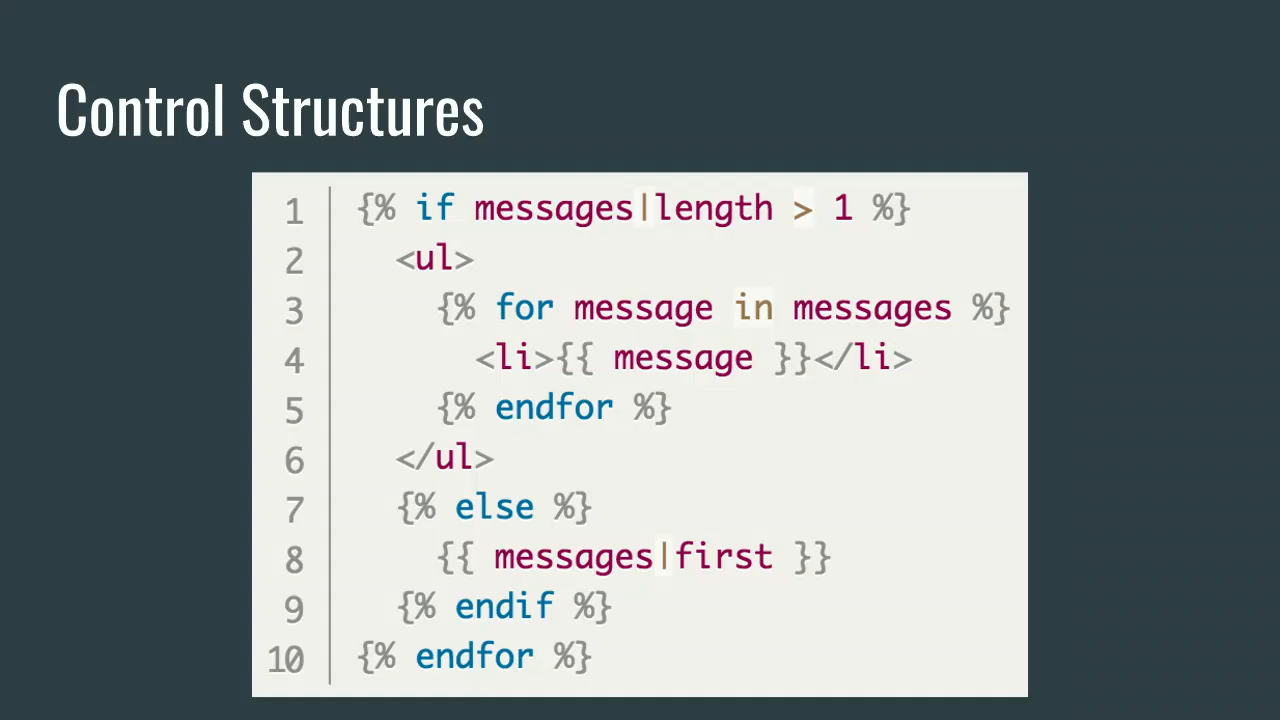 Control Structures
1 {% if messages|length > 1 %}
2 <ul>
3 {% for message in messages %}
4 <li>{{ message }}</li>
5 {% endfor %}
6 </ul>
7 {% else %}
8 {{ messages|first }}
9 {% endif %}
10 {% endfor %}